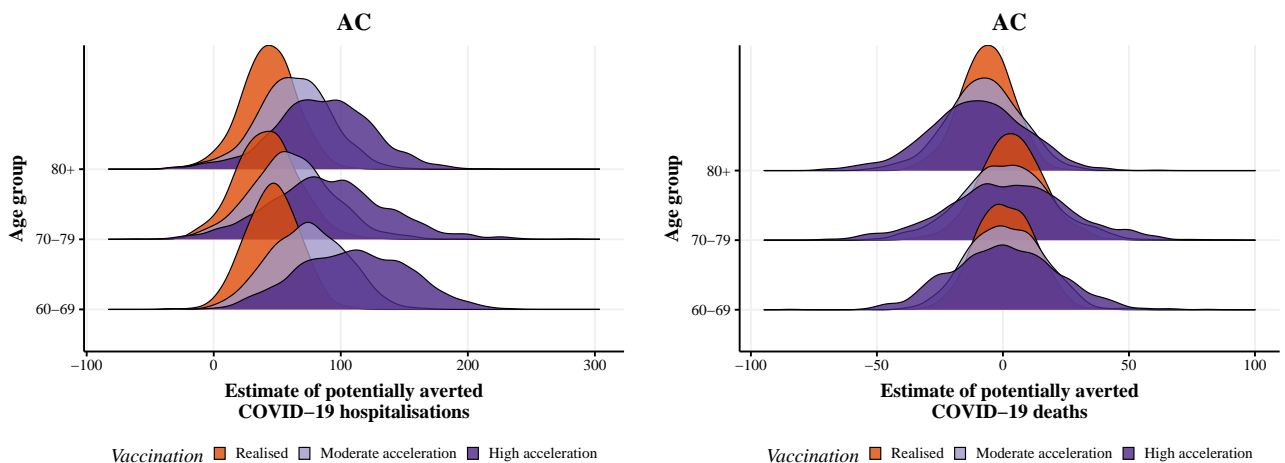 AC
Age group
80+
70−79
60−69
−100
0
100
200
300
Estimate of potentially averted
COVID−19 hospitalisations
Vaccination Realised Moderate acceleration High acceleration
AC
Age group
80+
70−79
60−69
−100
−50
0
50
100
Estimate of potentially averted
COVID−19 deaths
Vaccination Realised Moderate acceleration High acceleration